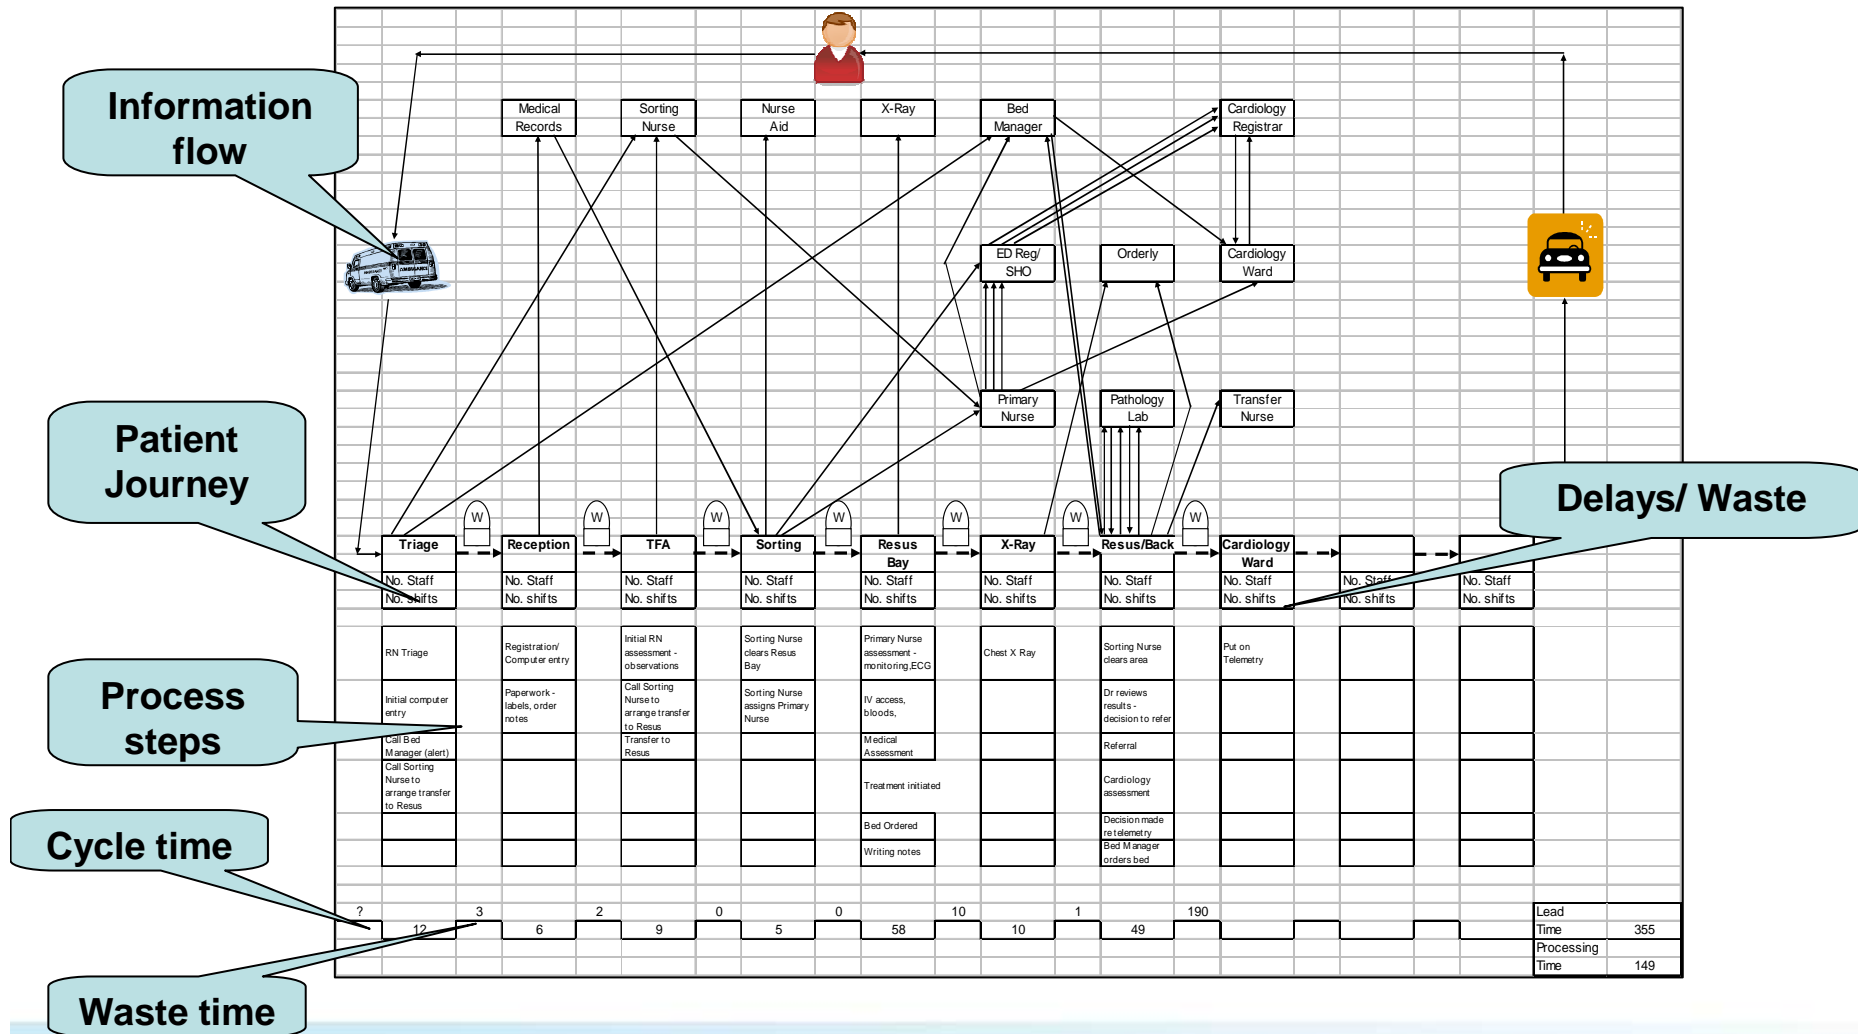 Information
flow
Patient
Journey
Process
steps
Cycle time
Waste time
Delays/ Waste
Medical
Records
Sorting
Nurse
Nurse
Aid
X-Ray
Bed
Manager
Cardiology
Registrar
AMBULANCE
ED Reg/
SHO
Orderly
Cardiology
Ward
Primary
Nurse
Pathology
Lab
Transfer
Nurse
W W W W W W W
Triage
No. Staff
No. shifts
RN Triage
Initial computer
entry
Call Bed
Manager (alert)
Call Sorting
Nurse to
arrange transfer
to Resus
Reception
No. Staff
No. shifts
Registration/
Computer entry
Paperwork -
labels, order
notes
TFA
No. Staff
No. shifts
Initial RN
assessment -
observations
Call Sorting
Nurse to
arrange transfer
to Resus
Transfer to
Resus
Sorting
No. Staff
No. shifts
Sorting Nurse
clears Resus
Bay
Sorting Nurse
assigns Primary
Nurse
Resus
Bay
No. Staff
No. shifts
Primary Nurse
assessment -
monitoring,ECG
IV access,
bloods,
Medical
Assessment
Treatment initiated
Bed Ordered
Writing notes
X-Ray
No. Staff
No. shifts
Chest X Ray
Resus/Back
No. Staff
No. shifts
Sorting Nurse
clears area
Dr reviews
results -
decision to refer
Referral
Cardiology
assessment
Decision made
re telemetry
Bed Manager
orders bed
Cardiology
Ward
No. Staff
No. shifts
Put on
Telemetry
No. Staff
No. shifts
No. Staff
No. shifts
? 3 2 0 0 10 1 190
12 6 9 5 58 10 49
Lead
Time 355
Processing
Time 149